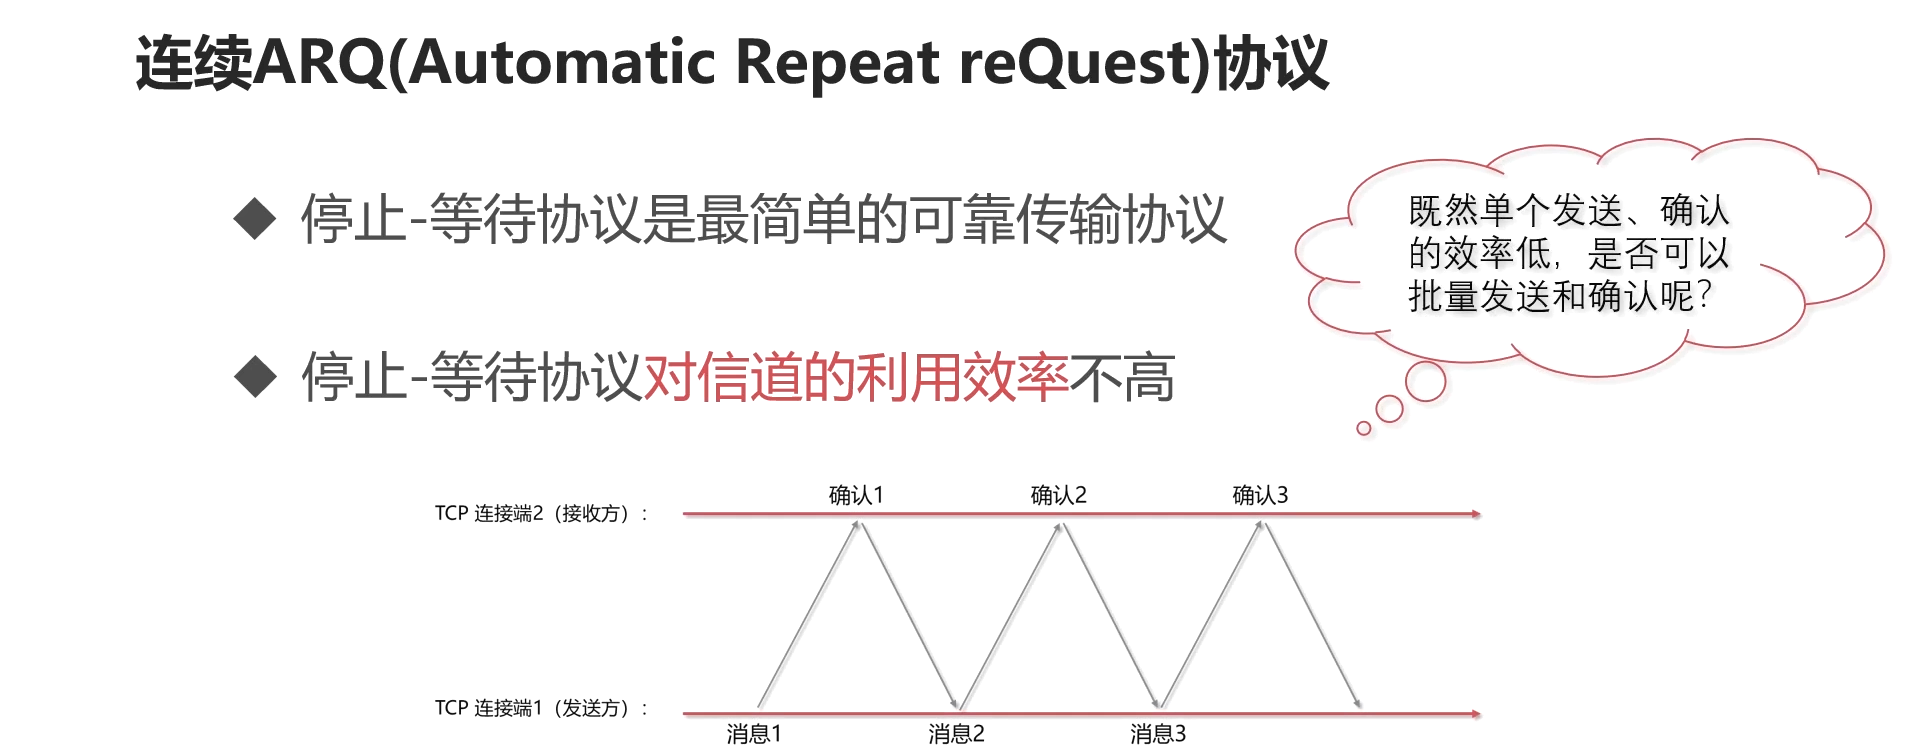 连续ARQ(Automatic Repeat reQuest)协议
停止-等待协议是最简单的可靠传输协议
既然单个发送、确认
的效率低，是否可以
批量发送和确认呢？
停止-等待协议对信道的利用效率不高
确认1 确认2 确认3
TCP 连接端2（接收方）：
TCP 连接端1（发送方）：
消息1 消息2 消息3